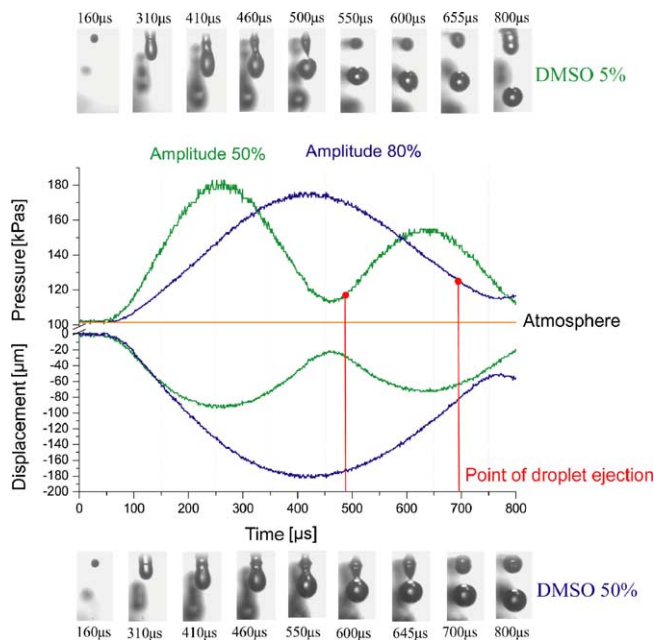 160µs 310µs 410µs 460µs 500µs 550µs 600µs 655µs 800µs
DMSO 5%
Amplitude 50% Amplitude 80%
Pressure [kPas]
180
160
140
120
100
Atmosphere
Displacement [µm]
0
-20
-40
-60
-80
-100
-120
-140
-160
-180
-200
Point of droplet ejection
0 100 200 300 400 500 600 700 800
Time [µs]
DMSO 50%
160µs 310µs 410µs 460µs 550µs 600µs 645µs 700µs 800µs